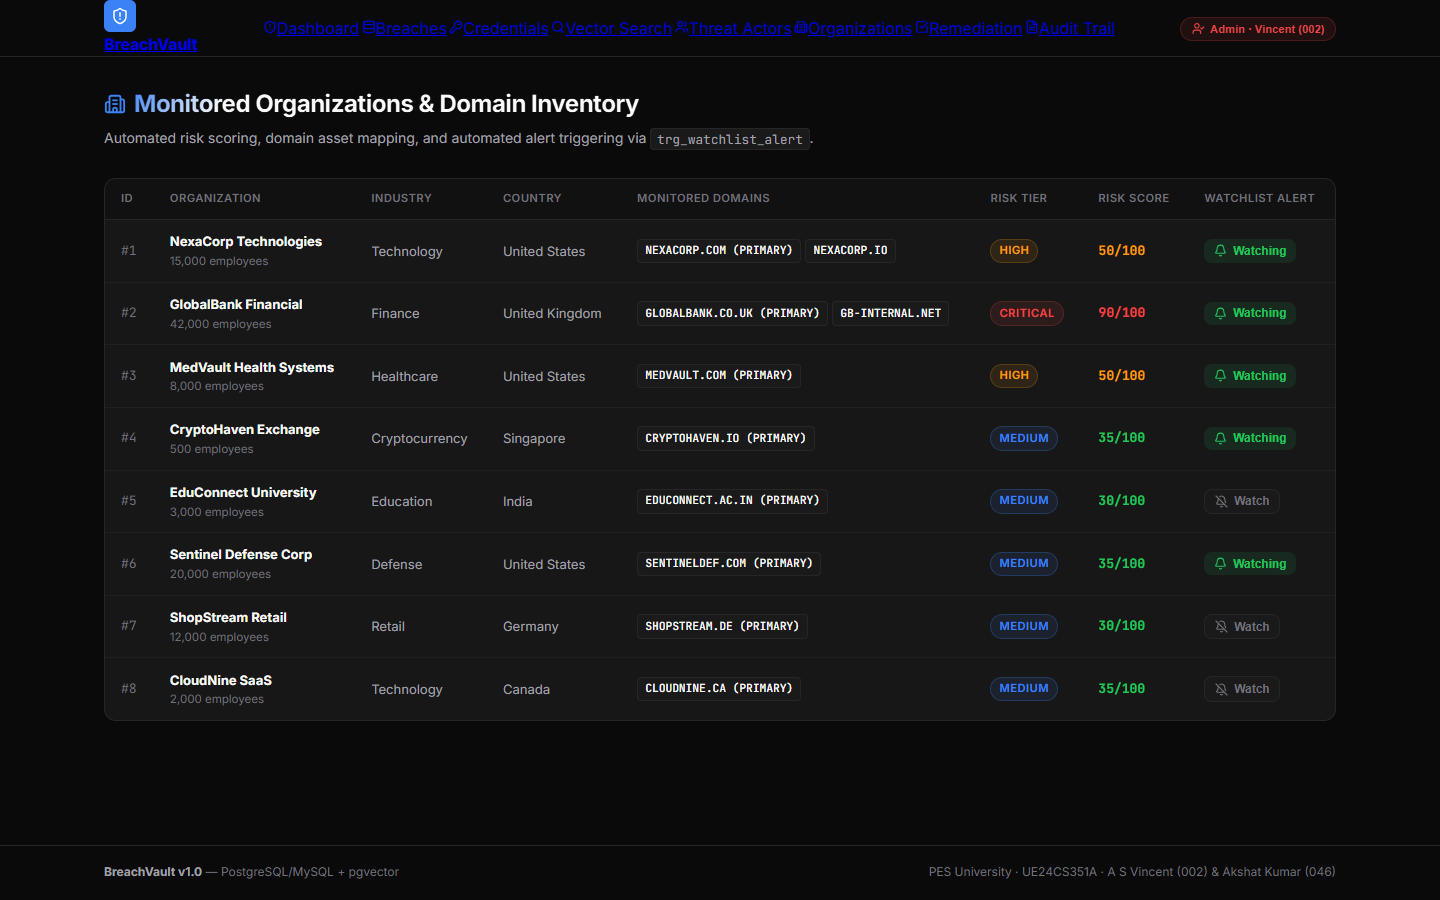 BreachVault
Dashboard Breaches Credentials Vector Search Threat Actors Organizations Remediation Audit Trail
Admin · Vincent (002)
Monitored Organizations & Domain Inventory
Automated risk scoring, domain asset mapping, and automated alert triggering via trg_watchlist_alert.
ID ORGANIZATION INDUSTRY COUNTRY MONITORED DOMAINS RISK TIER RISK SCORE WATCHLIST ALERT
#1 NexaCorp Technologies Technology United States NEXACORP.COM (PRIMARY) NEXACORP.IO HIGH 50/100 Watching
15,000 employees
#2 GlobalBank Financial Finance United Kingdom GLOBALBANK.CO.UK (PRIMARY) GB-INTERNAL.NET CRITICAL 90/100 Watching
42,000 employees
#3 MedVault Health Systems Healthcare United States MEDVAULT.COM (PRIMARY) HIGH 50/100 Watching
8,000 employees
#4 CryptoHaven Exchange Cryptocurrency Singapore CRYPTOHAVEN.IO (PRIMARY) MEDIUM 35/100 Watching
500 employees
#5 EduConnect University Education India EDUCONNECT.AC.IN (PRIMARY) MEDIUM 30/100 Watch
3,000 employees
#6 Sentinel Defense Corp Defense United States SENTINELDEF.COM (PRIMARY) MEDIUM 35/100 Watching
20,000 employees
#7 ShopStream Retail Retail Germany SHOPSTREAM.DE (PRIMARY) MEDIUM 30/100 Watch
12,000 employees
#8 CloudNine SaaS Technology Canada CLOUDNINE.CA (PRIMARY) MEDIUM 35/100 Watch
2,000 employees
BreachVault v1.0 — PostgreSQL/MySQL + pgvector
PES University · UE24CS351A · A S Vincent (002) & Akshat Kumar (046)